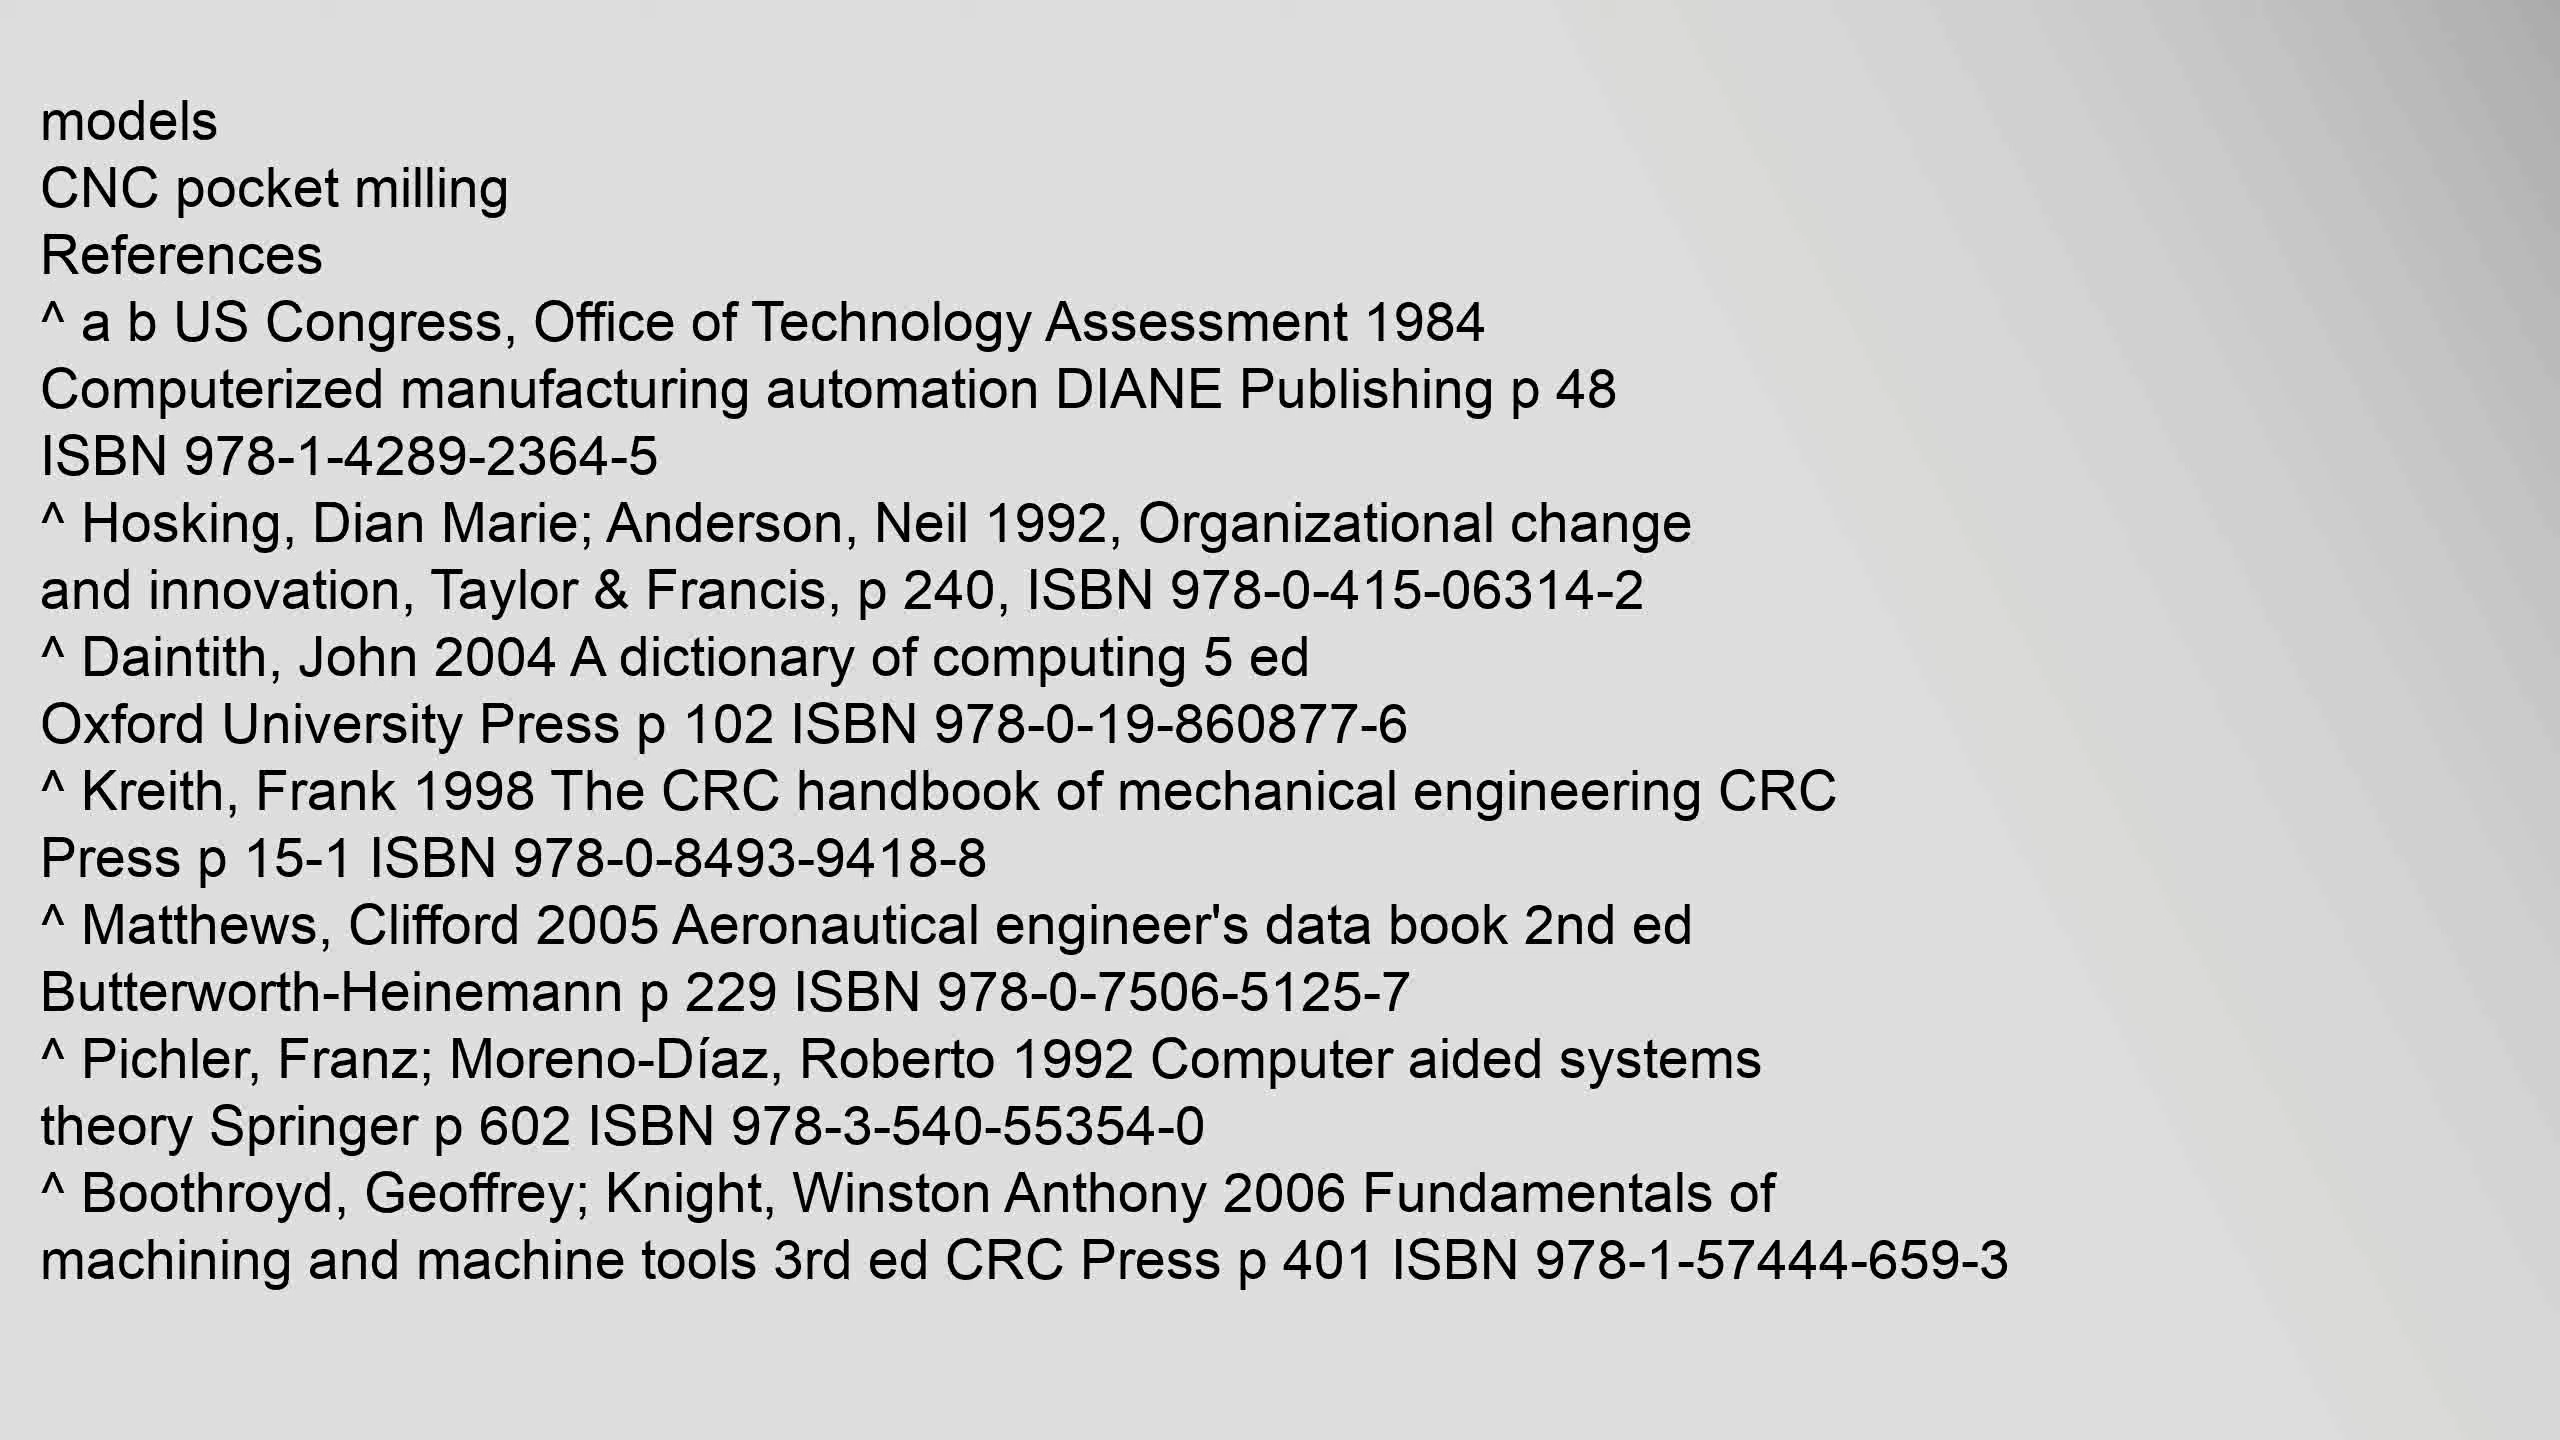 models
CNC pocket milling
References
^ a b US Congress, Office of Technology Assessment 1984
Computerized manufacturing automation DIANE Publishing p 48
ISBN 978-1-4289-2364-5
^ Hosking, Dian Marie; Anderson, Neil 1992, Organizational change
and innovation, Taylor & Francis, p 240, ISBN 978-0-415-06314-2
^ Daintith, John 2004 A dictionary of computing 5 ed
Oxford University Press p 102 ISBN 978-0-19-860877-6
^ Kreith, Frank 1998 The CRC handbook of mechanical engineering CRC
Press p 15-1 ISBN 978-0-8493-9418-8
^ Matthews, Clifford 2005 Aeronautical engineer's data book 2nd ed
Butterworth-Heinemann p 229 ISBN 978-0-7506-5125-7
^ Pichler, Franz; Moreno-Díaz, Roberto 1992 Computer aided systems
theory Springer p 602 ISBN 978-3-540-55354-0
^ Boothroyd, Geoffrey; Knight, Winston Anthony 2006 Fundamentals of
machining and machine tools 3rd ed CRC Press p 401 ISBN 978-1-57444-659-3